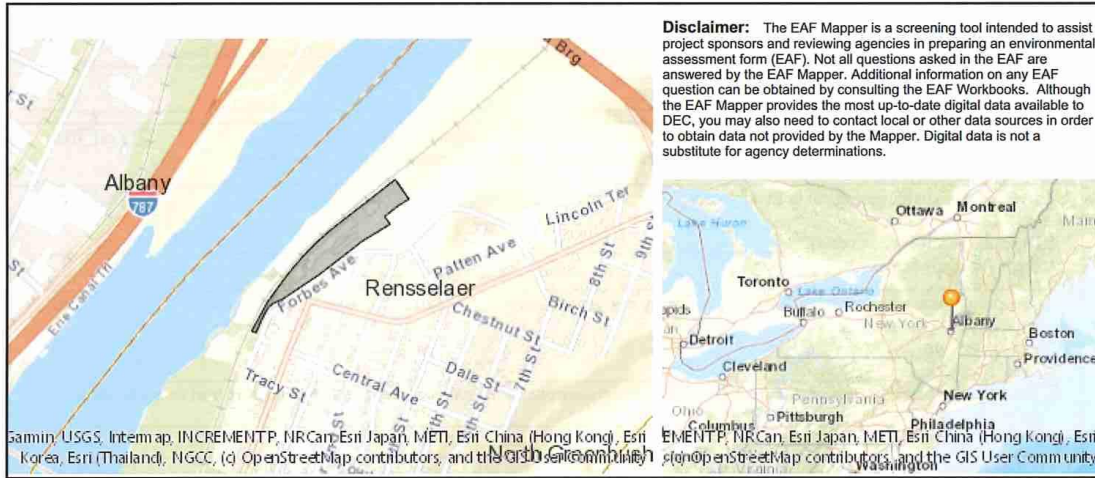 Disclaimer: The EAF Mapper is a screening tool intended to assist
project sponsors and reviewing agencies in preparing an environmental
assessment form (EAF). Not all questions asked in the EAF are
answered by the EAF Mapper. Additional information on any EAF
question can be obtained by consulting the EAF Workbooks. Although
the EAF Mapper provides the most up-to-date digital data available to
DEC, you may also need to contact local or other data sources in order
to obtain data not provided by the Mapper. Digital data is not a
substitute for agency determinations.
Brg
Albany
787
St
Erie Canal Trl
Forbes Ave
Patten Ave
Lincoln Ter
Rensselaer
8th St
9th St
Birch St
Chestnut St
7th St
Dale St
Central Ave
Tracy St
North Greenbush
Garmin, USGS, Intermap, INCREMENT P, NRCan, Esri Japan, METI, Esri China (Hong Kong), Esri
Korea, Esri (Thailand), NGCC, (c) OpenStreetMap contributors, and the GIS User Community
Ottawa
Montreal
Lake Huron
Toronto
Lake Ontario
Rochester
Buffalo
New York
Albany
Boston
Detroit
Providence
Cleveland
New York
Pennsylvania
Ohio
Pittsburgh
Philadelphia
Columbus
Washington
EMENT P, NRCan, Esri Japan, METI, Esri China (Hong Kong), Esri
(c) OpenStreetMap contributors, and the GIS User Community